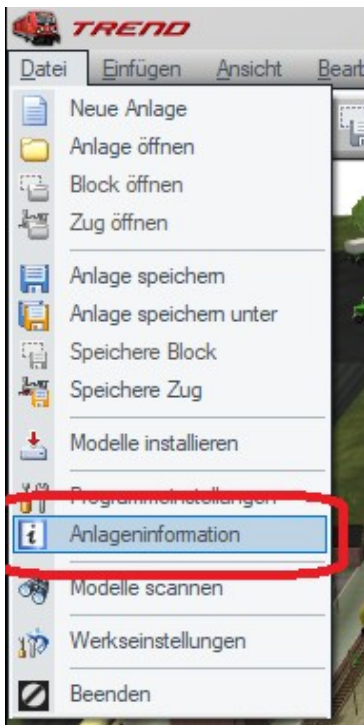 TREND
Datei Einfügen Ansicht Bearb
Neue Anlage
Anlage öffnen
Block öffnen
Zug öffnen
Anlage speichern
Anlage speichern unter
Speichere Block
Speichere Zug
Modelle installieren
Programmeinstellungen
Anlageninformation
Modelle scannen
Werkseinstellungen
Beenden